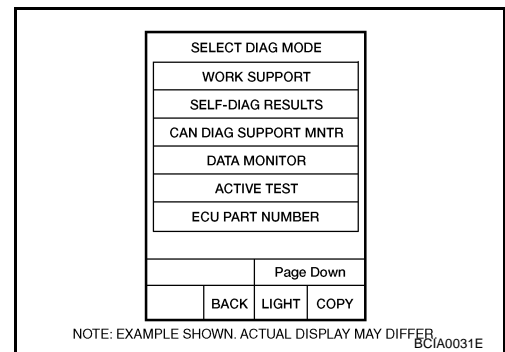 SELECT DIAG MODE
WORK SUPPORT
SELF-DIAG RESULTS
CAN DIAG SUPPORT MNTR
DATA MONITOR
ACTIVE TEST
ECU PART NUMBER
Page Down
BACK LIGHT COPY
NOTE: EXAMPLE SHOWN. ACTUAL DISPLAY MAY DIFFER.
BCIA0031E